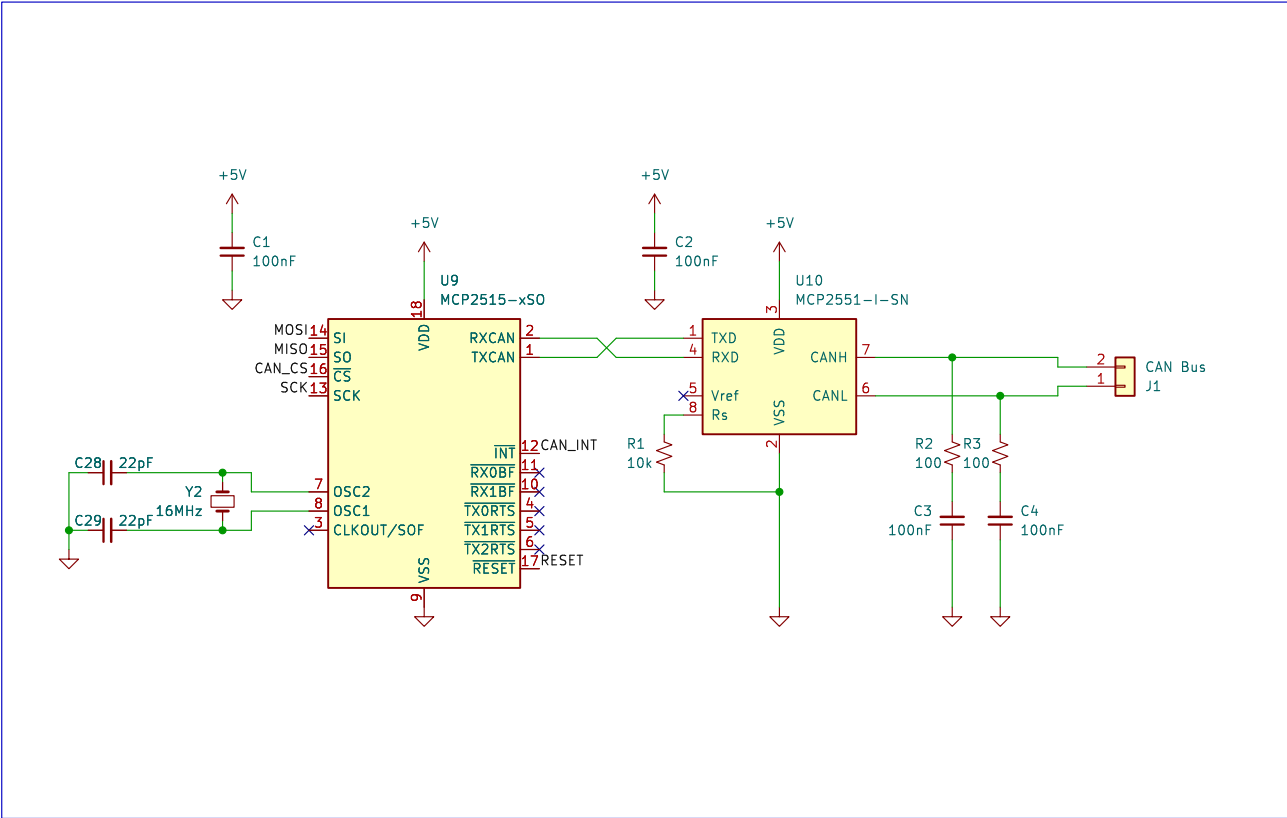 +5V
+5V
+5V
+5V
C1
100nF
C2
100nF
U9
MCP2515-xSO
U10
MCP2551-I-SN
18
VDD
3
VDD
MOSI 14 SI
MISO 15 SO
CAN_CS 16 CS
SCK 13 SCK
RXCAN 2
TXCAN 1
1 TXD
4 RXD
5 Vref
8 Rs
CANH 7
CANL 6
VSS
2
2
1
CAN Bus
J1
INT 12 CAN_INT
RX0BF 11
RX1BF 10
TX0RTS 4
TX1RTS 5
TX2RTS 6
RESET 17 RESET
R1
10k
R2
100
R3
100
C3
100nF
C4
100nF
C28 22pF
Y2
16MHz
C29 22pF
7 OSC2
8 OSC1
3 CLKOUT/SOF
VSS
9